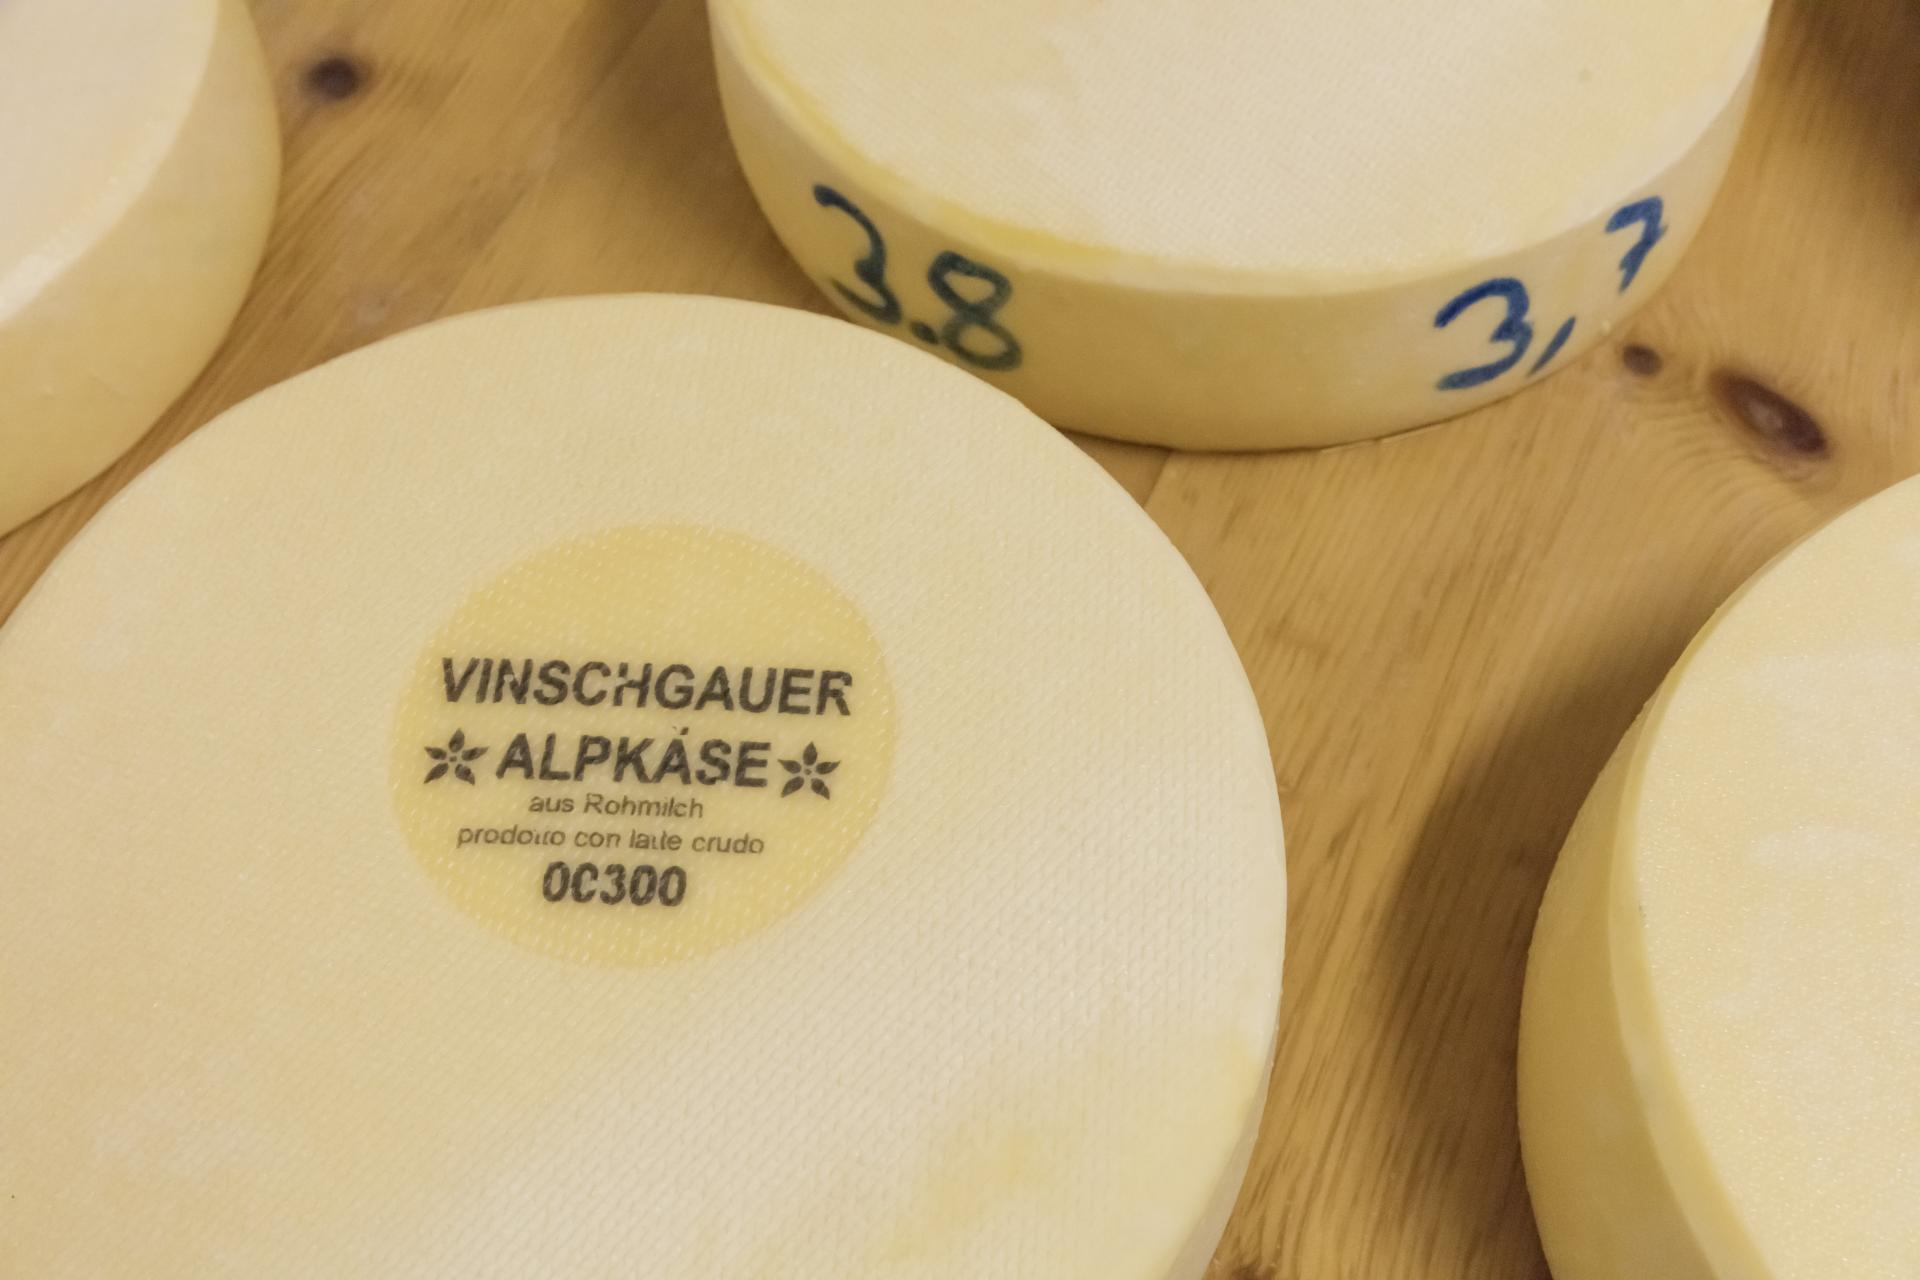 3.8
3,7
VINSCHGAUER
ALPKÄSE
aus Rohmilch
prodotto con latte crudo
0C300